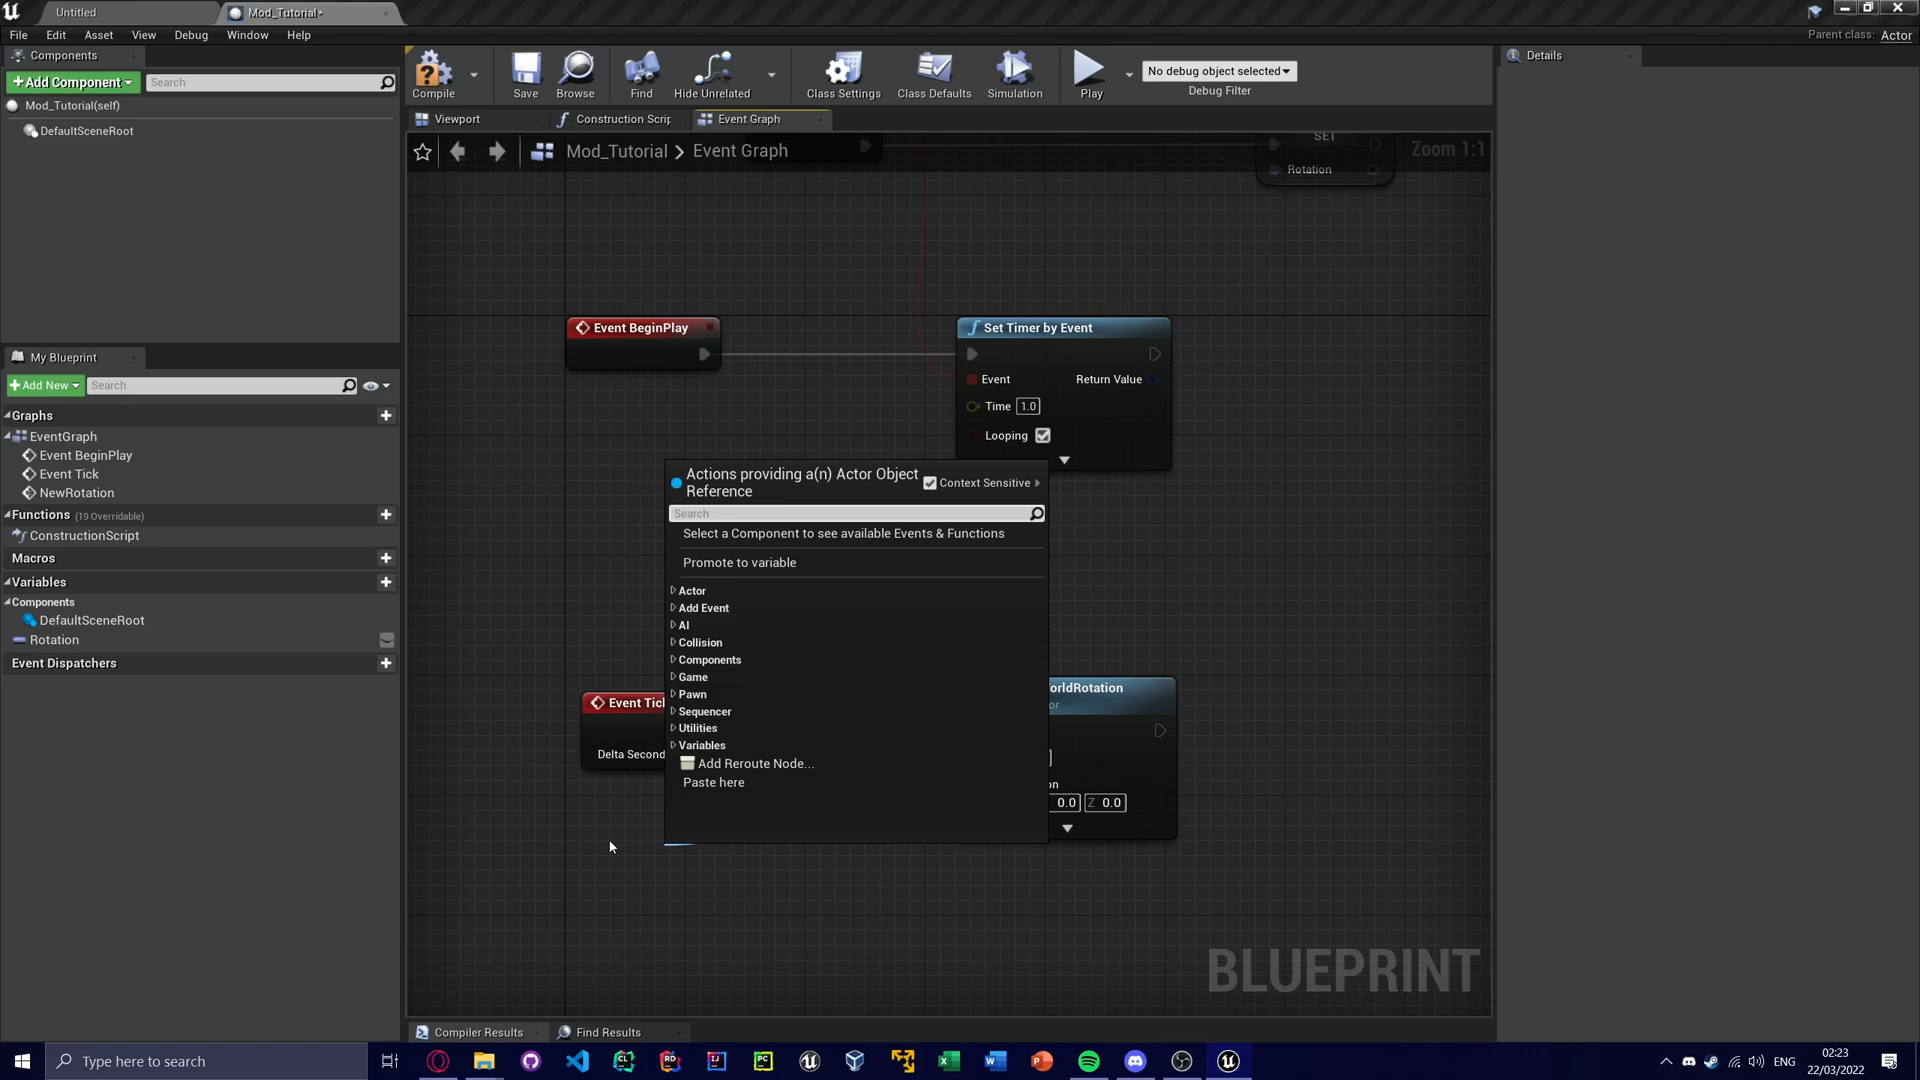 Untitled
Mod_Tutorial•
File Edit Asset View Debug Window Help
Parent class: Actor
Components
+Add Component
Search
Mod_Tutorial(self)
DefaultSceneRoot
Compile
Save
Browse
Find
Hide Unrelated
Class Settings
Class Defaults
Simulation
Play
No debug object selected
Debug Filter
Details
Viewport
Construction Scrip
Event Graph
Mod_Tutorial > Event Graph
Zoom 1:1
SET
Rotation
Event BeginPlay
Set Timer by Event
Event
Return Value
Time 1.0
Looping
My Blueprint
+Add New
Search
Graphs
EventGraph
Event BeginPlay
Event Tick
NewRotation
Functions (19 Overridable)
ConstructionScript
Macros
Variables
Components
DefaultSceneRoot
Rotation
Event Dispatchers
Actions providing a(n) Actor Object
Reference
Context Sensitive
Search
Select a Component to see available Events & Functions
Promote to variable
Actor
Add Event
AI
Collision
Components
Game
Pawn
Sequencer
Utilities
Variables
Add Reroute Node...
Paste here
Event Tick
Delta Second
orldRotation
or
on
0.0 Z 0.0
BLUEPRINT
Compiler Results
Find Results
Type here to search
ENG
02:23
22/03/2022